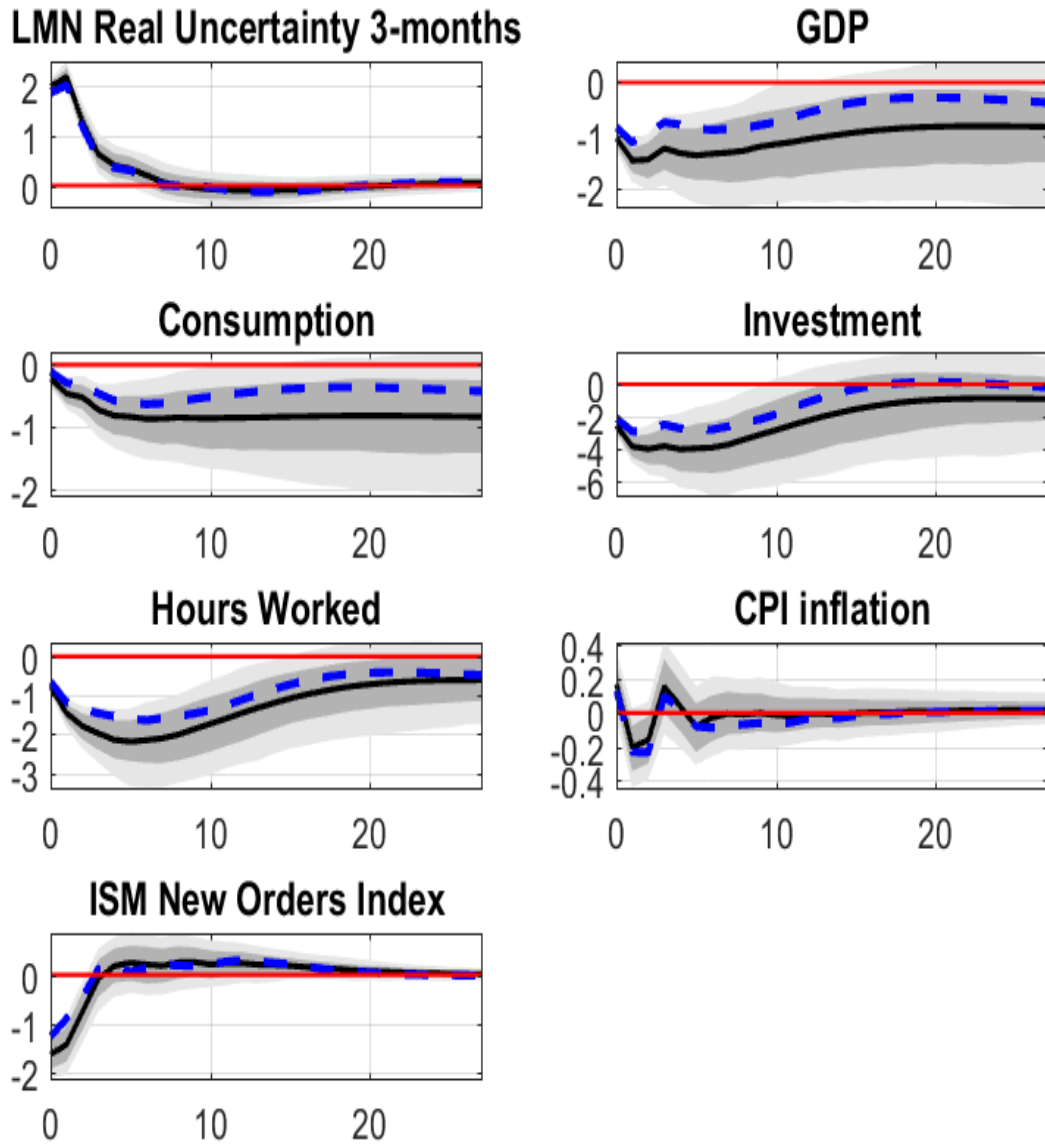 LMN Real Uncertainty 3-months
2
1
0
0 10 20
GDP
0
-1
-2
0 10 20
Consumption
0
-1
-2
0 10 20
Investment
0
-2
-4
-6
0 10 20
Hours Worked
0
-1
-2
-3
0 10 20
CPI inflation
0.4
0.2
0
-0.2
-0.4
0 10 20
ISM New Orders Index
0
-1
-2
0 10 20